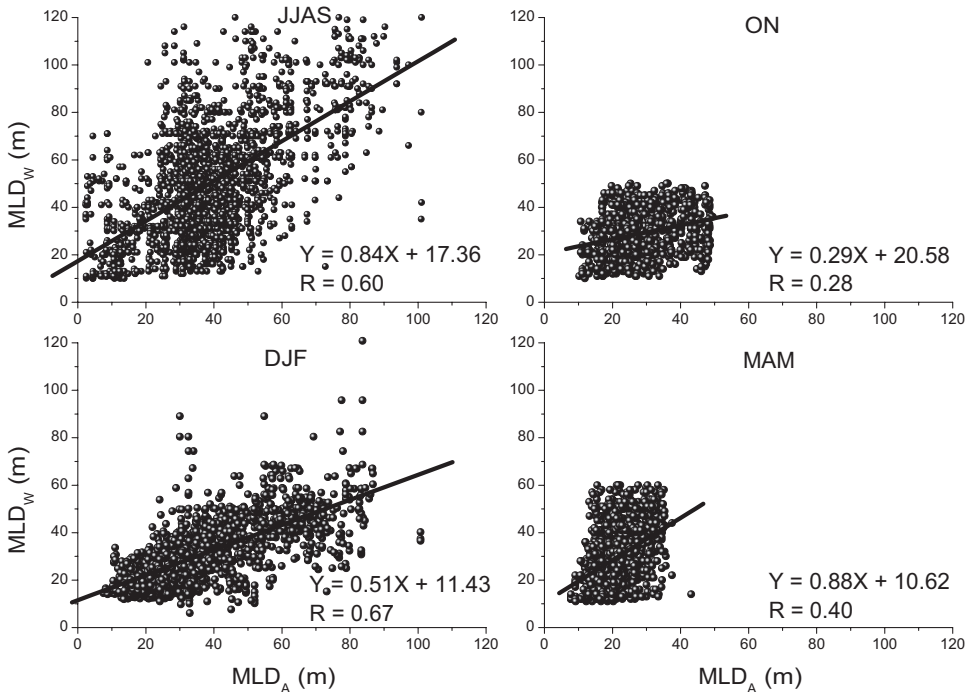 JJAS
120
100
80
60
40
20
0
MLD_W (m)
Y = 0.84X + 17.36
R = 0.60
0 20 40 60 80 100 120
ON
120
100
80
60
40
20
0
Y = 0.29X + 20.58
R = 0.28
0 20 40 60 80 100 120
DJF
120
100
80
60
40
20
0
MLD_W (m)
Y = 0.51X + 11.43
R = 0.67
0 20 40 60 80 100 120
MLD_A (m)
MAM
120
100
80
60
40
20
0
Y = 0.88X + 10.62
R = 0.40
0 20 40 60 80 100 120
MLD_A (m)